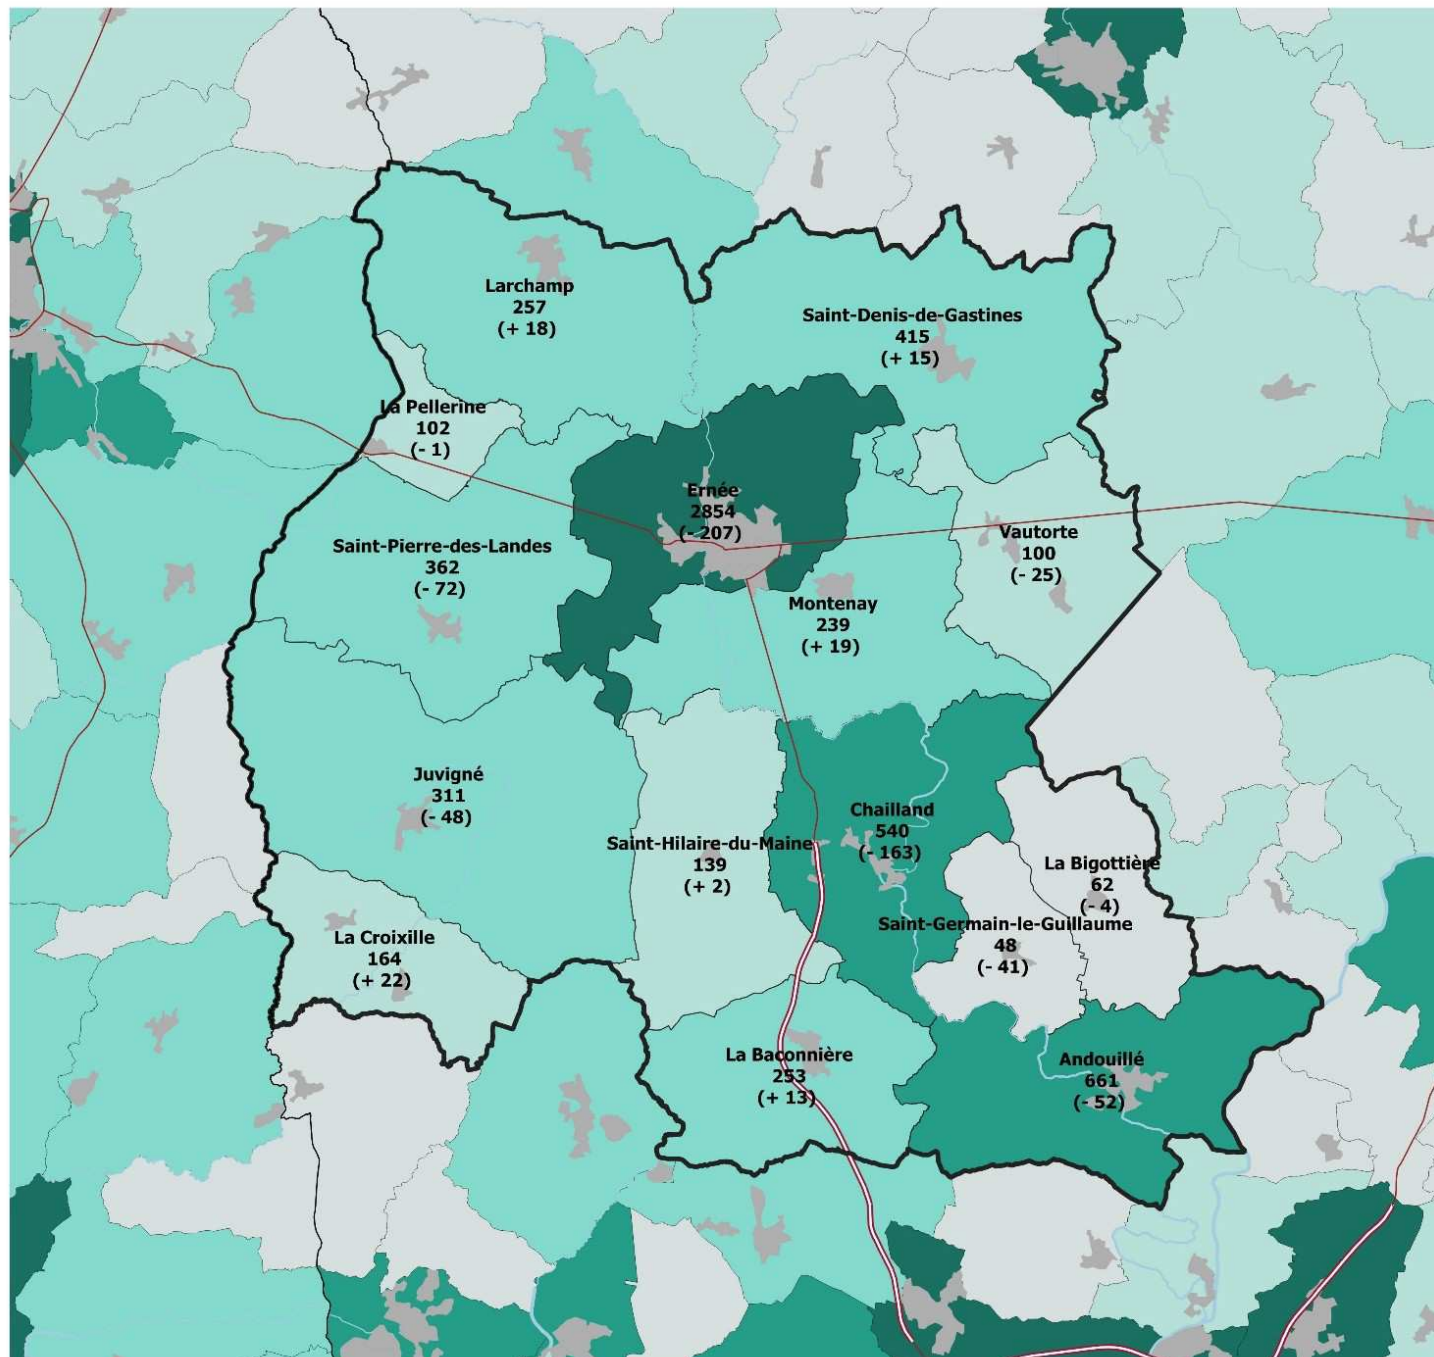 Larchamp
257
(+ 18)
Saint-Denis-de-Gastines
415
(+ 15)
La Pellerine
102
(- 1)
Ernée
2854
(- 207)
Vautorte
100
(- 25)
Saint-Pierre-des-Landes
362
(- 72)
Montenay
239
(+ 19)
Juvigné
311
(- 48)
Chailland
540
(- 163)
Saint-Hilaire-du-Maine
139
(+ 2)
La Bigottière
62
(- 4)
Saint-Germain-le-Guillaume
48
(- 41)
La Croixille
164
(+ 22)
La Baconnière
253
(+ 13)
Andouillé
661
(- 52)